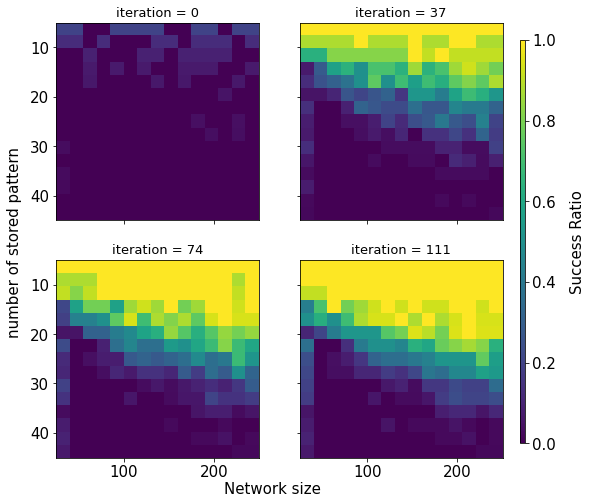 iteration = 0
iteration = 37
10
20
30
40
iteration = 74
iteration = 111
10
20
30
40
100
200
100
200
number of stored pattern
Network size
1.0
0.8
0.6
0.4
0.2
0.0
Success Ratio